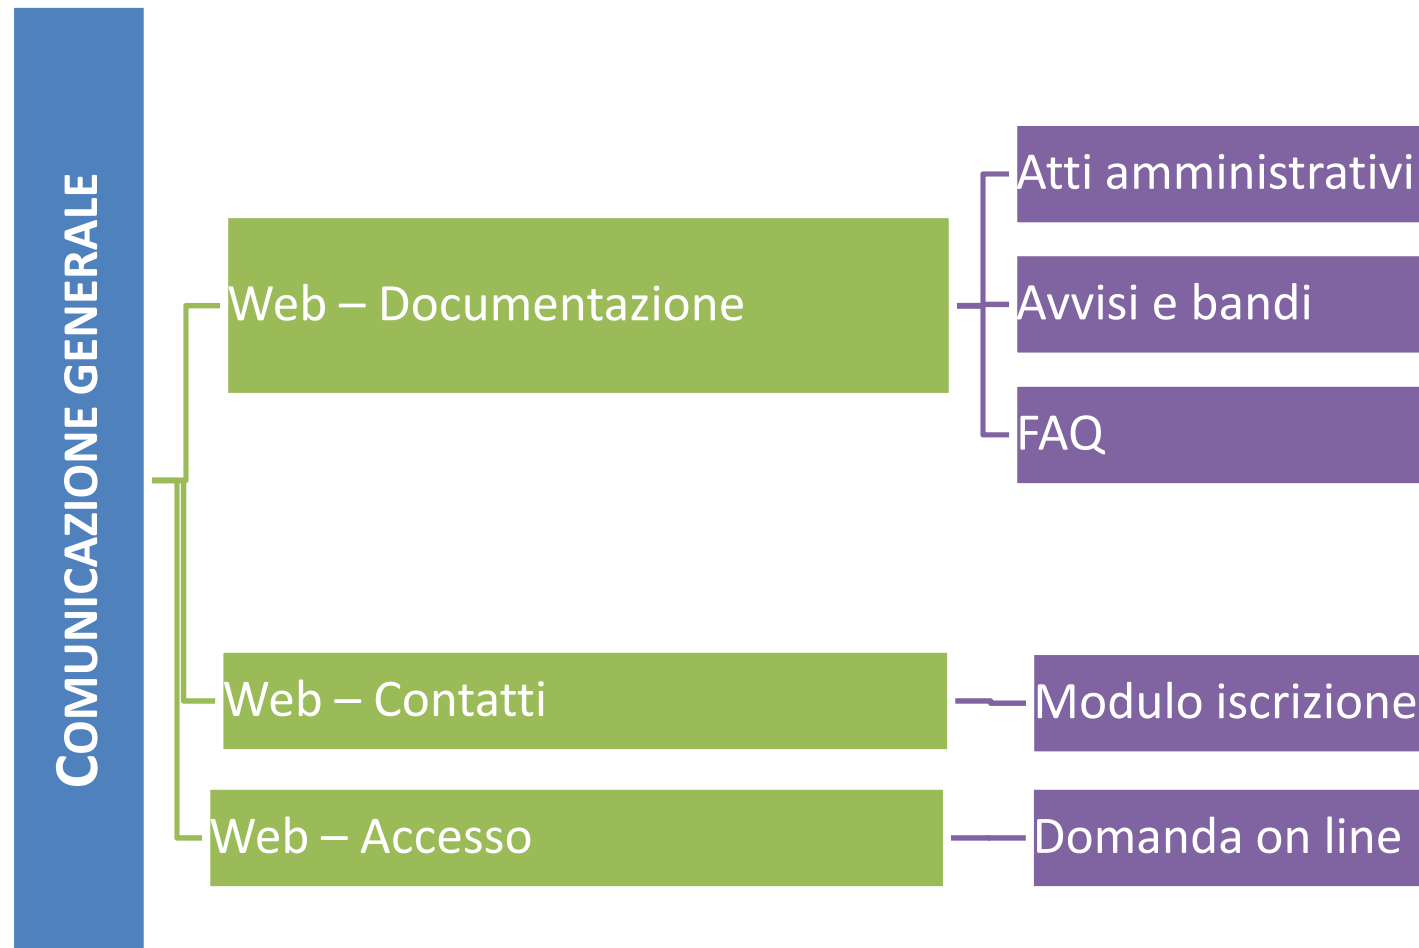 COMUNICAZIONE GENERALE
Web – Documentazione
Atti amministrativi
Avvisi e bandi
FAQ
Web – Contatti
Modulo iscrizione
Web – Accesso
Domanda on line